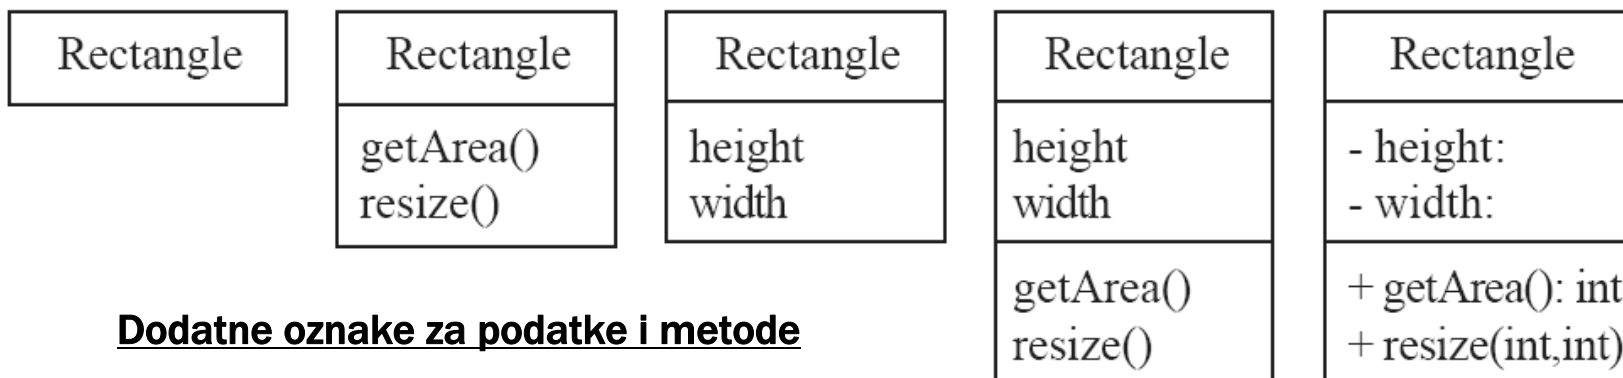 Rectangle
Rectangle
getArea()
resize()
Rectangle
height
width
Rectangle
height
width
getArea()
resize()
Rectangle
- height:
- width:
+ getArea(): int
+ resize(int,int)
Dodatne oznake za podatke i metode